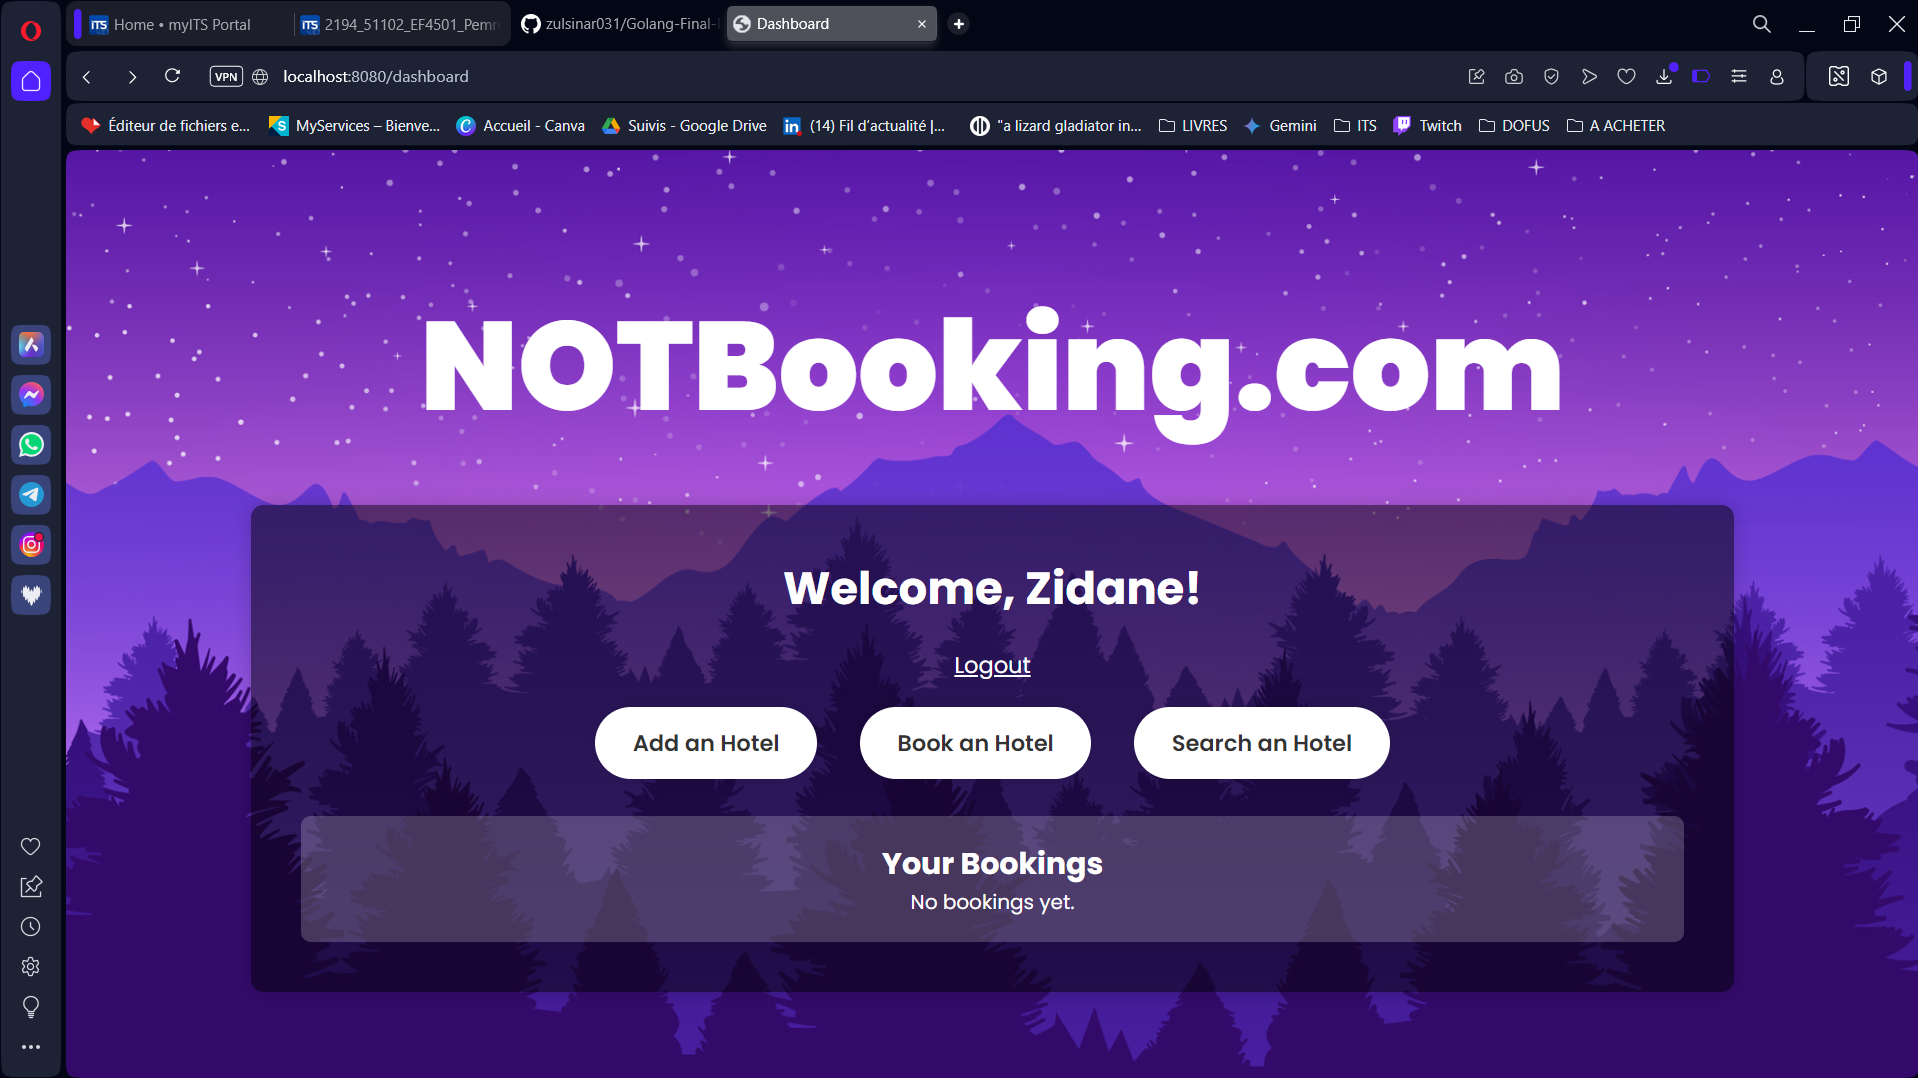 Home • myITS Portal
2194_51102_EF4501_Pemr
zulsinar031/Golang-Final-
Dashboard
VPN
localhost:8080/dashboard
Éditeur de fichiers e...
MyServices – Bienve...
Accueil - Canva
Suivis - Google Drive
(14) Fil d’actualité |...
"a lizard gladiator in...
LIVRES
Gemini
ITS
Twitch
DOFUS
A ACHETER
NOTBooking.com
Welcome, Zidane!
Logout
Add an Hotel
Book an Hotel
Search an Hotel
Your Bookings
No bookings yet.